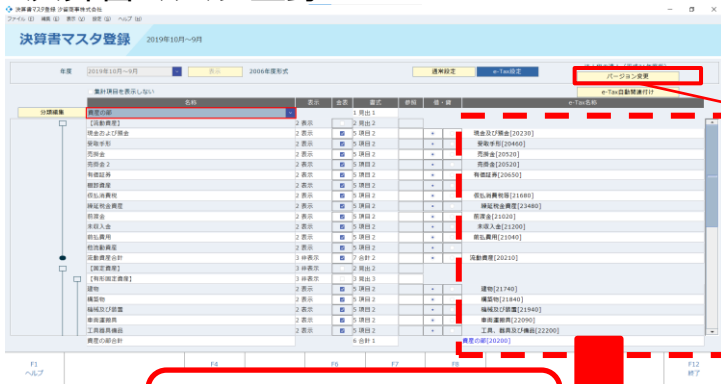 決算書マスタ登録 汐留商事株式会社
ファイル(F) 編集(E) 表示(V) 設定(S) ヘルプ(H)
決算書マスタ登録 2019年10月～09月
年度 2019年10月～09月 表示 2006年度形式 通常設定 e-Tax設定
バージョン変更
集計項目を表示しない e-Tax自動関連付け
名称 表示 金表 書式 参照 e-Tax名称
分類編集 資産の部 1 見出1
【流動資産】 2 表示 2 見出2
現金および預金 2 表示 5 項目2 現金及び預金[20230]
受取手形 2 表示 5 項目2 受取手形[20460]
売掛金 2 表示 5 項目2 売掛金[20520]
売掛金2 2 表示 5 項目2 売掛金[20520]
有価証券 2 表示 5 項目2 有価証券[20650]
棚卸資産 2 表示 5 項目2
仮払消費税 2 表示 5 項目2 仮払消費税等[21680]
繰延税金資産 2 表示 5 項目2 繰延税金資産[23480]
前渡金 2 表示 5 項目2 前渡金[21020]
未収入金 2 表示 5 項目2 未収入金[21200]
前払費用 2 表示 5 項目2 前払費用[21040]
他流動資産 2 表示 5 項目2
流動資産合計 3 非表示 7 合計2 流動資産[20210]
【固定資産】 3 非表示 2 見出2
【有形固定資産】 3 非表示 3 見出3
建物 2 表示 5 項目2 建物[21740]
構築物 2 表示 5 項目2 構築物[21840]
機械及び装置 2 表示 5 項目2 機械及び装置[21940]
車両運搬具 2 表示 5 項目2 車両運搬具[22090]
工具器具備品 2 表示 5 項目2 工具、器具及び備品[22200]
資産の部合計 6 合計1 資産の部[20200]
F1 F4 F6 F7 F8 F12
ヘルプ 終了